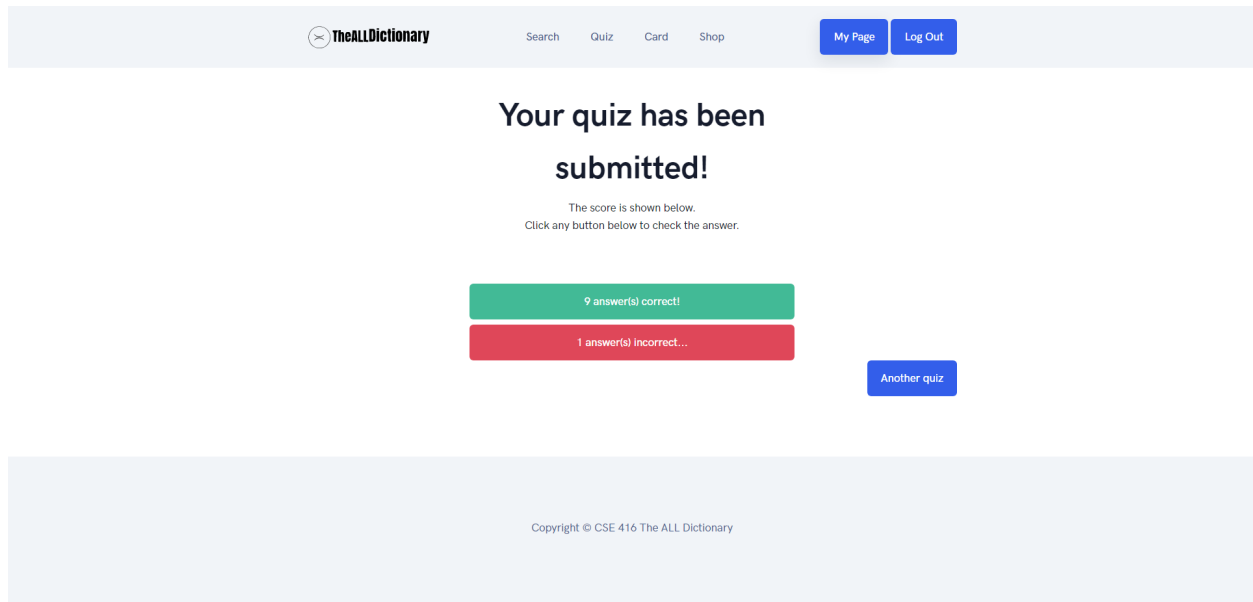 TheALLDictionary
Search Quiz Card Shop
My Page Log Out
Your quiz has been
submitted!
The score is shown below.
Click any button below to check the answer.
9 answer(s) correct!
1 answer(s) incorrect...
Another quiz
Copyright © CSE 416 The ALL Dictionary